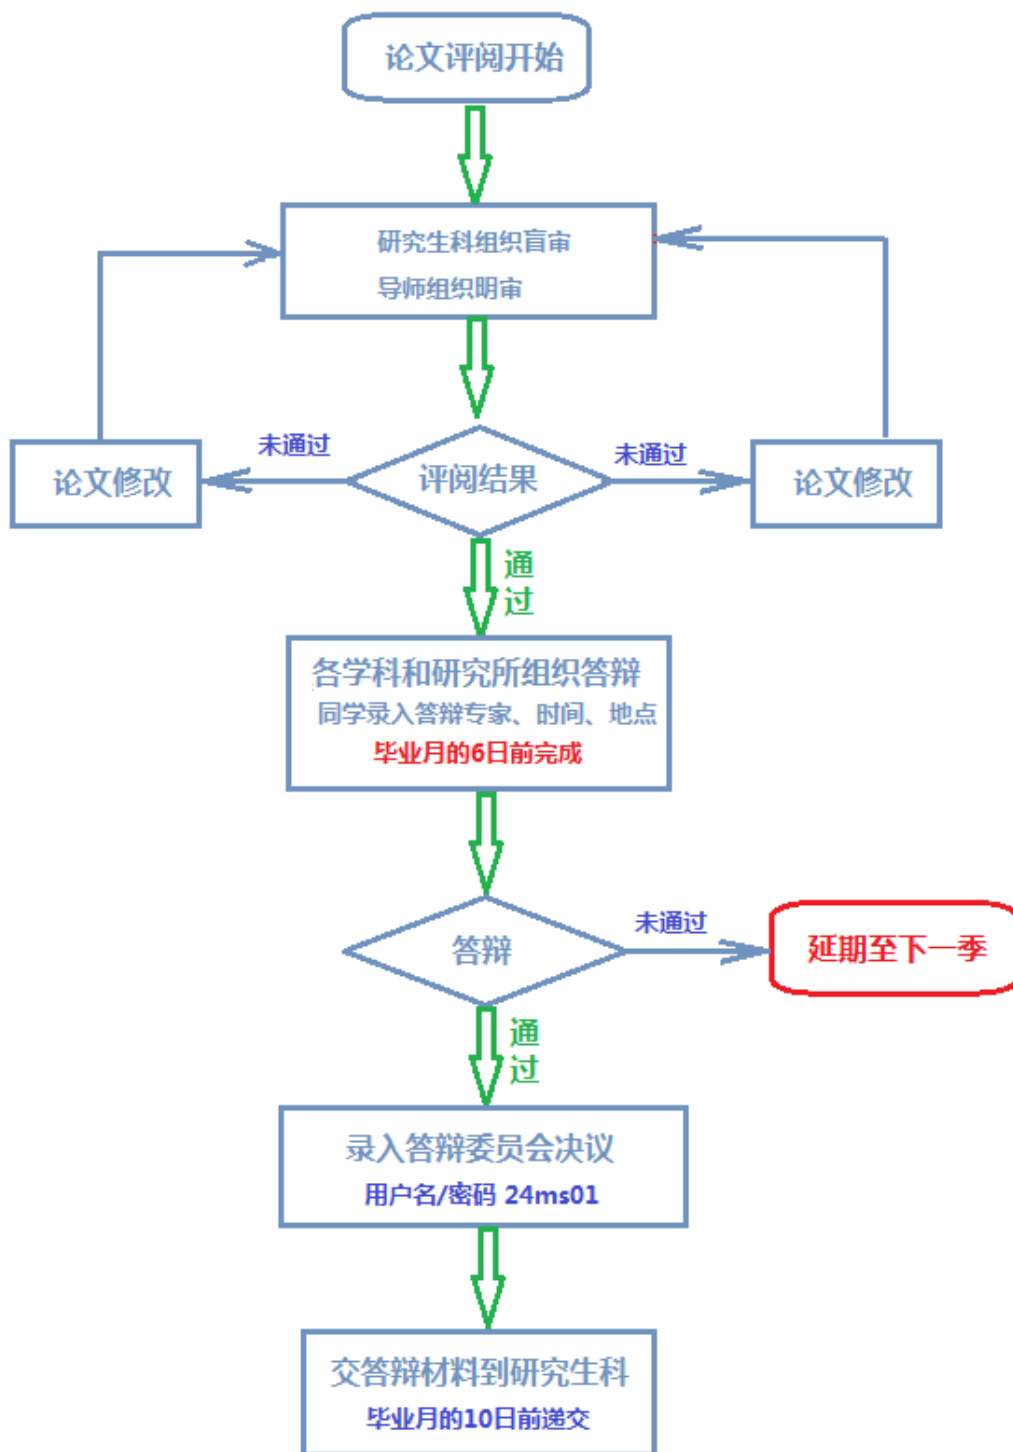 论文评阅开始
研究生科组织盲审
导师组织明审
未通过
评阅结果
未通过
论文修改
论文修改
通过
各学科和研究所组织答辩
同学录入答辩专家、时间、地点
毕业月的6日前完成
答辩
未通过
延期至下一季
通过
录入答辩委员会决议
用户名/密码 24ms01
交答辩材料到研究生科
毕业月的10日前递交